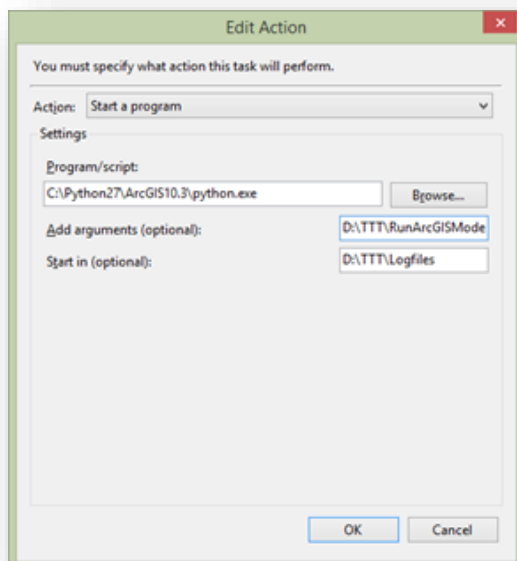 Edit Action
You must specify what action this task will perform.
Action: Start a program
Settings
Program/script:
C:\Python27\ArcGIS10.3\python.exe Browse...
Add arguments (optional): D:\TTT\RunArcGISMode
Start in (optional): D:\TTT\Logfiles
OK Cancel